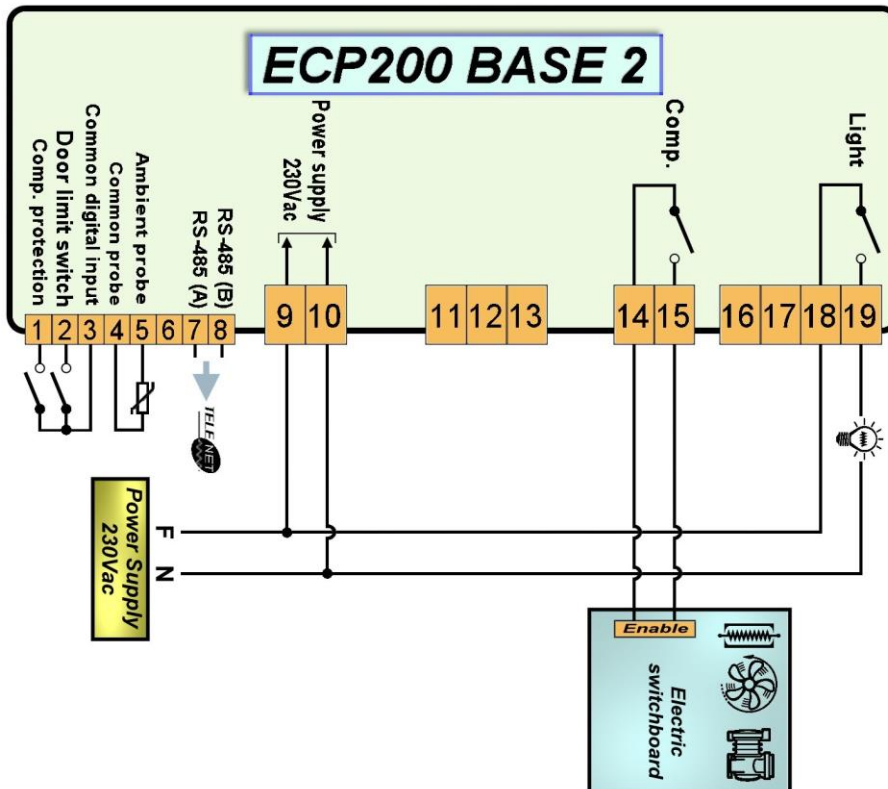 ECP200 BASE 2
Comp. protection
Door limit switch
Common digital input
Common probe
Ambient probe
RS-485 (A)
RS-485 (B)
Power supply
230Vac
Comp.
Light
1 2 3 4 5 6 7 8
9 10
11 12 13
14 15
16 17 18 19
TELE NET
Power Supply
230Vac
F
N
Enable
Electric
switchboard